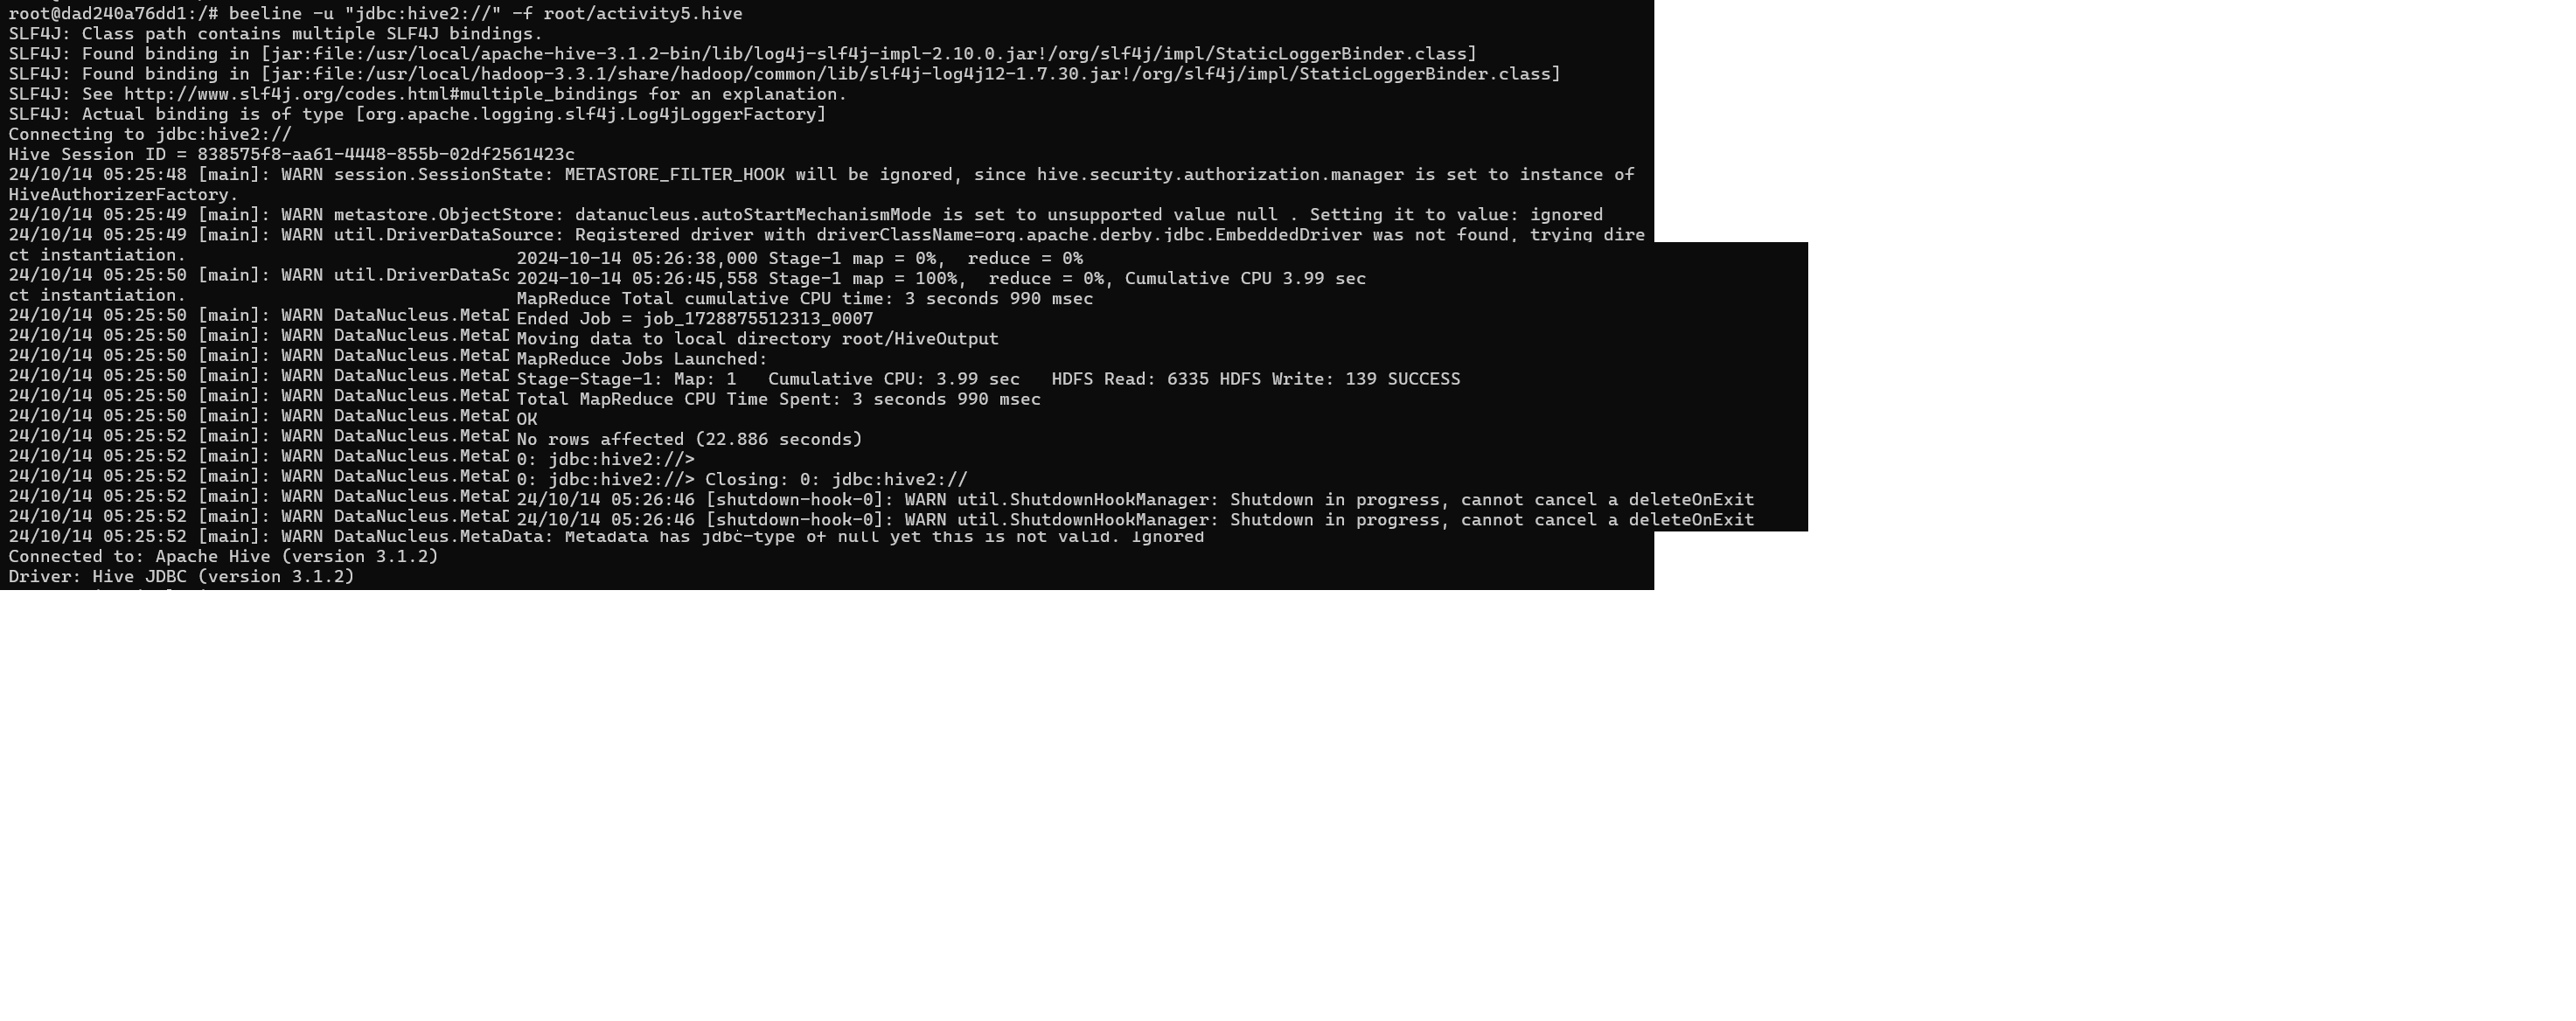 root@dad240a76dd1:/# beeline -u "jdbc:hive2://" -f root/activity5.hive
SLF4J: Class path contains multiple SLF4J bindings.
SLF4J: Found binding in [jar:file:/usr/local/apache-hive-3.1.2-bin/lib/log4j-slf4j-impl-2.10.0.jar!/org/slf4j/impl/StaticLoggerBinder.class]
SLF4J: Found binding in [jar:file:/usr/local/hadoop-3.3.1/share/hadoop/common/lib/slf4j-log4j12-1.7.30.jar!/org/slf4j/impl/StaticLoggerBinder.class]
SLF4J: See http://www.slf4j.org/codes.html#multiple_bindings for an explanation.
SLF4J: Actual binding is of type [org.apache.logging.slf4j.Log4jLoggerFactory]
Connecting to jdbc:hive2://
Hive Session ID = 838575f8-aa61-4448-855b-02df2561423c
24/10/14 05:25:48 [main]: WARN session.SessionState: METASTORE_FILTER_HOOK will be ignored, since hive.security.authorization.manager is set to instance of
HiveAuthorizerFactory.
24/10/14 05:25:49 [main]: WARN metastore.ObjectStore: datanucleus.autoStartMechanismMode is set to unsupported value null . Setting it to value: ignored
24/10/14 05:25:49 [main]: WARN util.DriverDataSource: Registered driver with driverClassName=org.apache.derby.jdbc.EmbeddedDriver was not found, trying dire
ct instantiation.
24/10/14 05:25:50 [main]: WARN util.DriverDataSo
ct instantiation.
24/10/14 05:25:50 [main]: WARN DataNucleus.MetaD
24/10/14 05:25:50 [main]: WARN DataNucleus.MetaD
24/10/14 05:25:50 [main]: WARN DataNucleus.MetaD
24/10/14 05:25:50 [main]: WARN DataNucleus.MetaD
24/10/14 05:25:50 [main]: WARN DataNucleus.MetaD
24/10/14 05:25:50 [main]: WARN DataNucleus.MetaD
24/10/14 05:25:52 [main]: WARN DataNucleus.MetaD
24/10/14 05:25:52 [main]: WARN DataNucleus.MetaD
24/10/14 05:25:52 [main]: WARN DataNucleus.MetaD
24/10/14 05:25:52 [main]: WARN DataNucleus.MetaD
24/10/14 05:25:52 [main]: WARN DataNucleus.MetaD
24/10/14 05:25:52 [main]: WARN DataNucleus.MetaData: Metadata has jdbc-type of null yet this is not valid. Ignored
Connected to: Apache Hive (version 3.1.2)
Driver: Hive JDBC (version 3.1.2)
2024-10-14 05:26:38,000 Stage-1 map = 0%,  reduce = 0%
2024-10-14 05:26:45,558 Stage-1 map = 100%,  reduce = 0%, Cumulative CPU 3.99 sec
MapReduce Total cumulative CPU time: 3 seconds 990 msec
Ended Job = job_1728875512313_0007
Moving data to local directory root/HiveOutput
MapReduce Jobs Launched:
Stage-Stage-1: Map: 1   Cumulative CPU: 3.99 sec   HDFS Read: 6335 HDFS Write: 139 SUCCESS
Total MapReduce CPU Time Spent: 3 seconds 990 msec
OK
No rows affected (22.886 seconds)
0: jdbc:hive2://>
0: jdbc:hive2://> Closing: 0: jdbc:hive2://
24/10/14 05:26:46 [shutdown-hook-0]: WARN util.ShutdownHookManager: Shutdown in progress, cannot cancel a deleteOnExit
24/10/14 05:26:46 [shutdown-hook-0]: WARN util.ShutdownHookManager: Shutdown in progress, cannot cancel a deleteOnExit